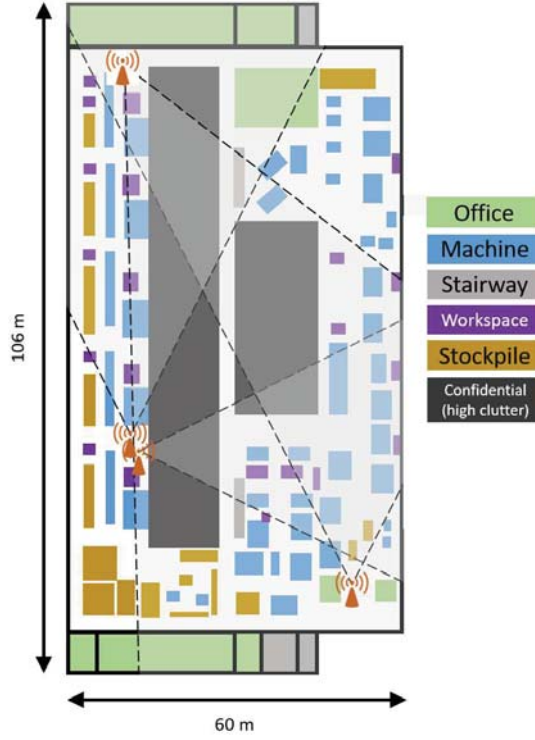 106 m
Office
Machine
Stairway
Workspace
Stockpile
Confidential
(high clutter)
60 m